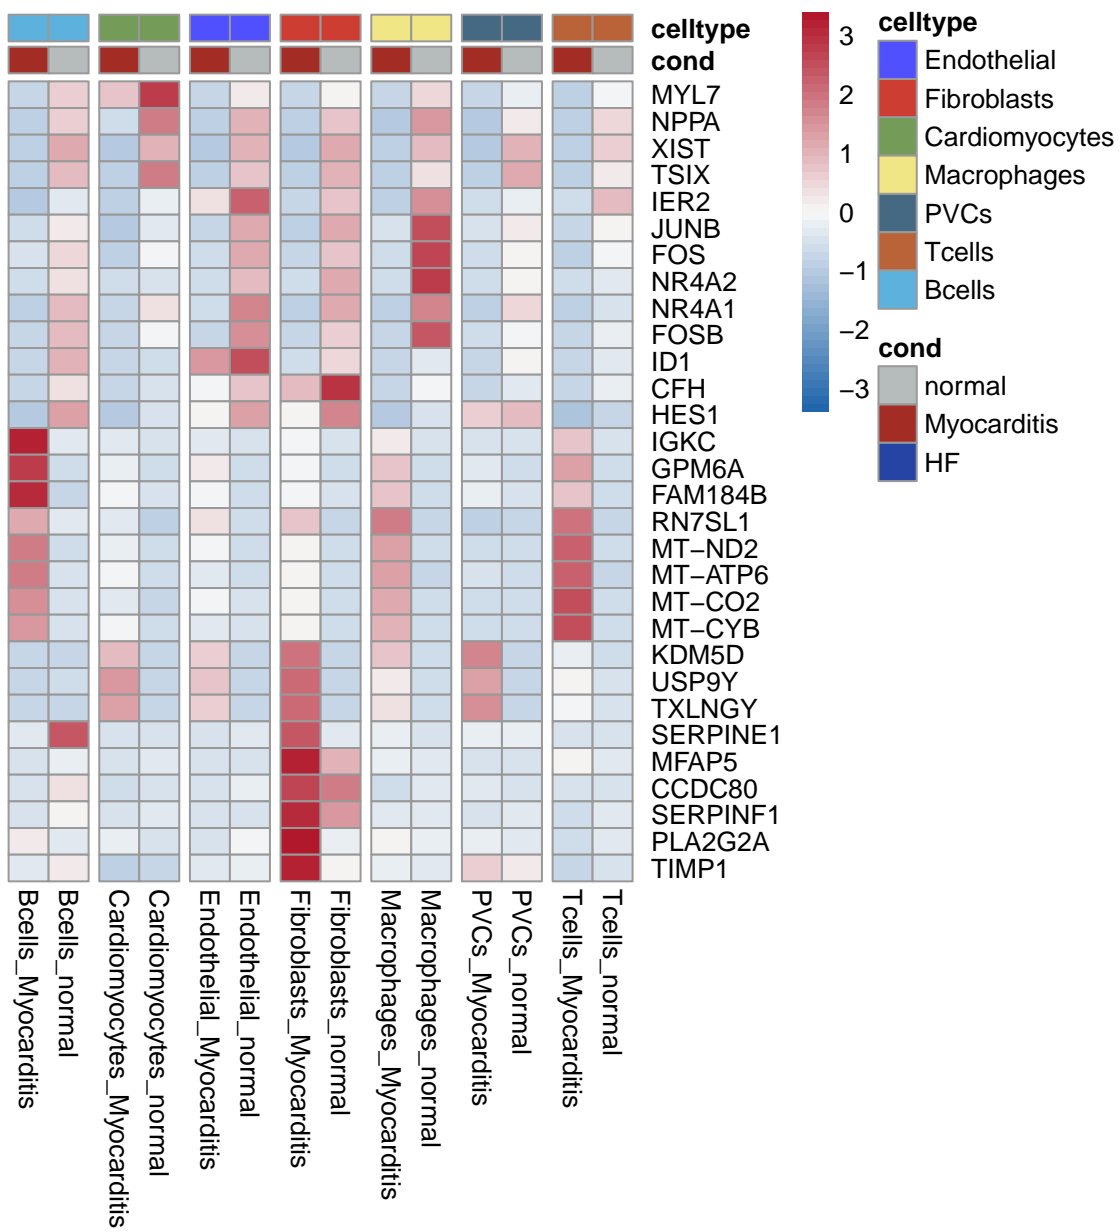 celltype
cond
MYL7
NPPA
XIST
TSIX
IER2
JUNB
FOS
NR4A2
NR4A1
FOSB
ID1
CFH
HES1
IGKC
GPM6A
FAM184B
RN7SL1
MT−ND2
MT−ATP6
MT−CO2
MT−CYB
KDM5D
USP9Y
TXLNGY
SERPINE1
MFAP5
CCDC80
SERPINF1
PLA2G2A
TIMP1
Bcells_Myocarditis
Bcells_normal
Cardiomyocytes_Myocarditis
Cardiomyocytes_normal
Endothelial_Myocarditis
Endothelial_normal
Fibroblasts_Myocarditis
Fibroblasts_normal
Macrophages_Myocarditis
Macrophages_normal
PVCs_Myocarditis
PVCs_normal
Tcells_Myocarditis
Tcells_normal
3
2
1
0
−1
−2
−3
celltype
Endothelial
Fibroblasts
Cardiomyocytes
Macrophages
PVCs
Tcells
Bcells
cond
normal
Myocarditis
HF